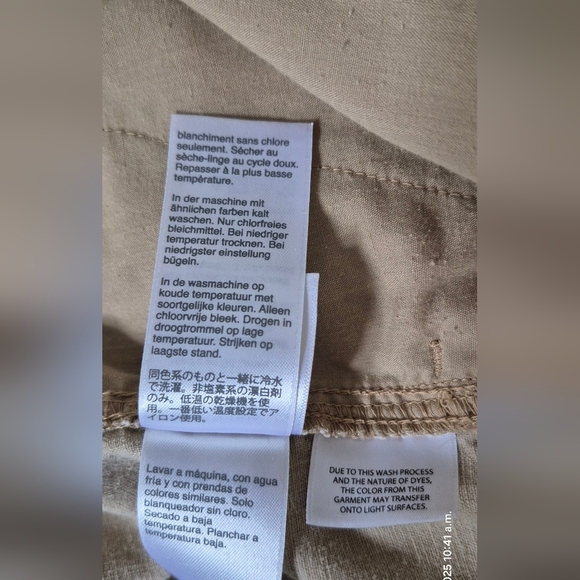 blanchiment sans chlore
seulement. Sécher au
sèche-linge au cycle doux.
Repasser à la plus basse
température.
In der maschine mit
ähnlichen farben kalt
waschen. Nur chlorfreies
bleichmittel. Bei niedriger
temperatur trocknen. Bei
niedrigster einstellung
bügeln.
In de wasmachine op
koude temperatuur met
soortgelijke kleuren. Alleen
chloorvrije bleek. Drogen in
droogtrommel op lage
temperatuur. Strijken op
laagste stand.
同色系のものと一緒に冷水
で洗濯。非塩素系の漂白剤
のみ。低温の乾燥機を使
用。一番低い温度設定でア
イロン使用。
Lavar a máquina, con agua
fría y con prendas de
colores similares. Solo
blanqueador sin cloro.
Secado a baja
temperatura. Planchar a
temperatura baja.
DUE TO THIS WASH PROCESS
AND THE NATURE OF DYES,
THE COLOR FROM THIS
GARMENT MAY TRANSFER
ONTO LIGHT SURFACES.
025 10:41 a.m.